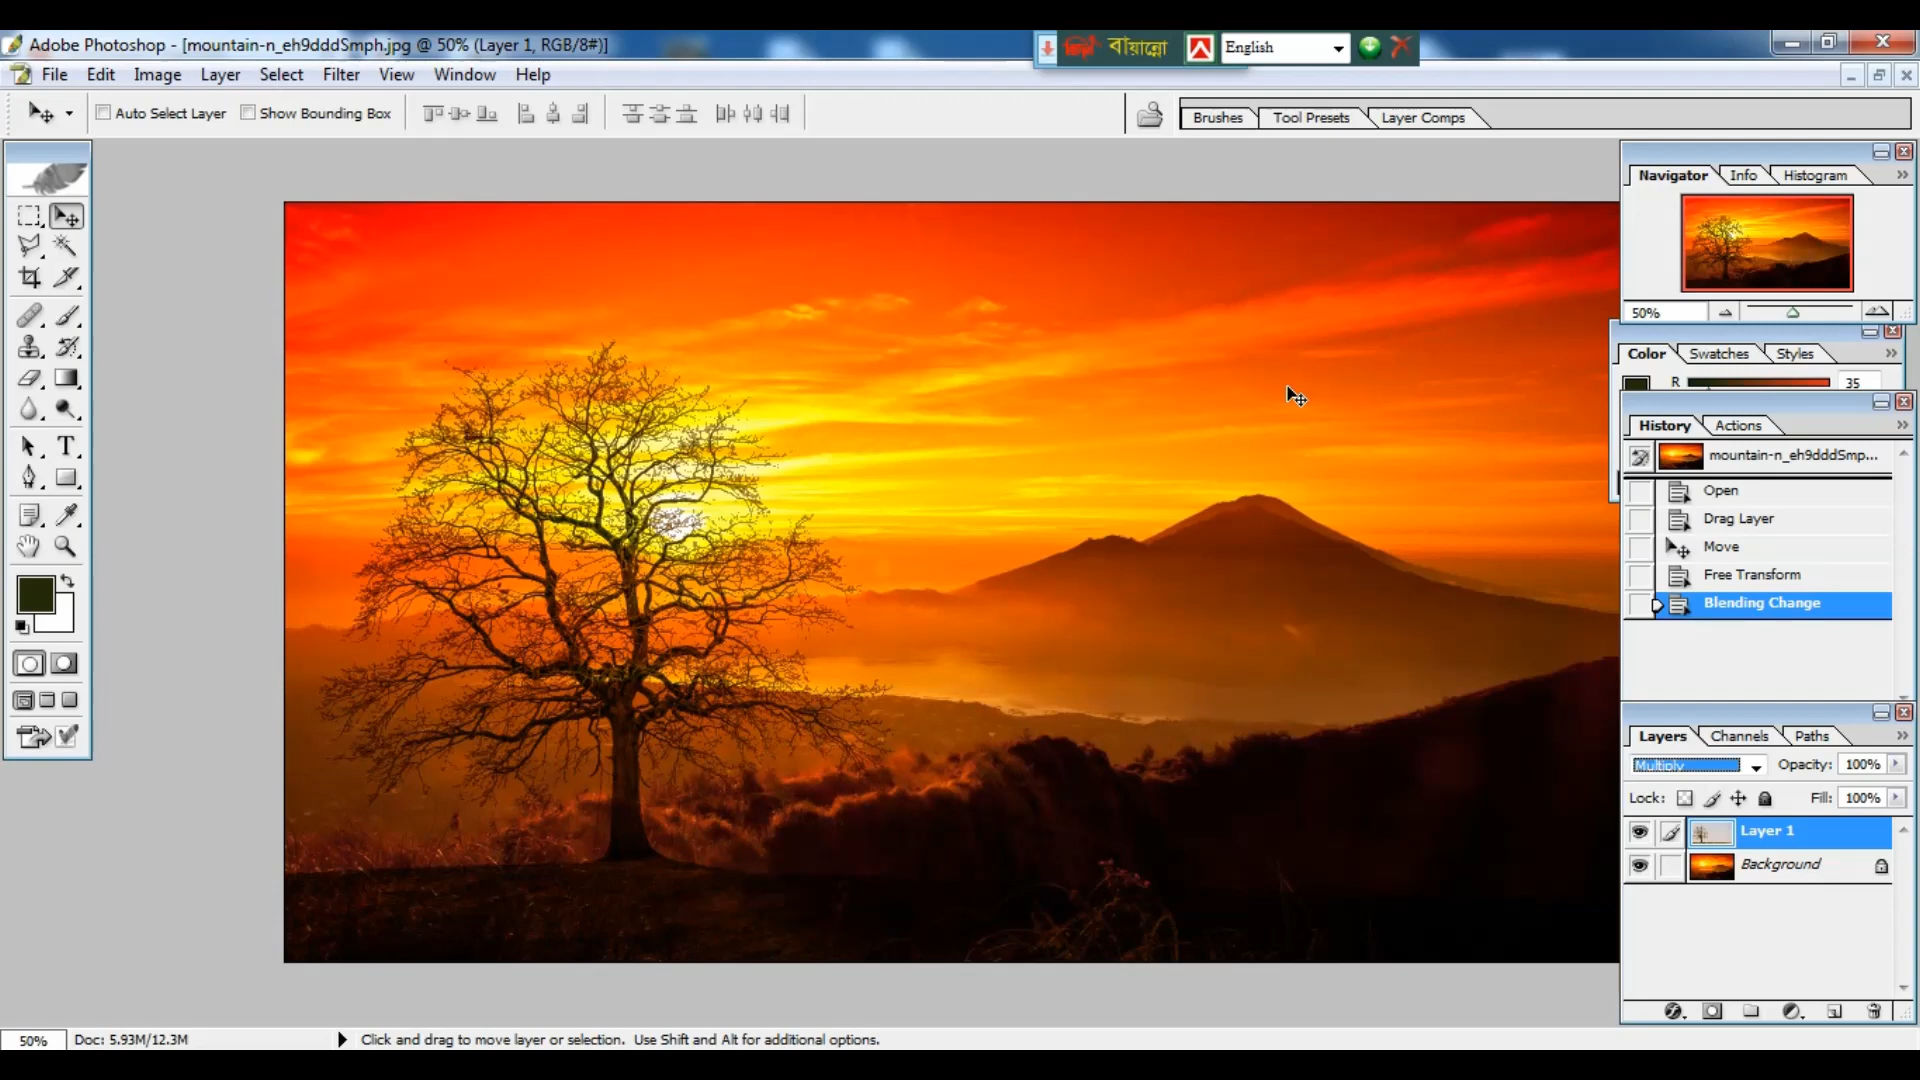 Adobe Photoshop - [mountain-n_eh9dddSmph.jpg @ 50% (Layer 1, RGB/8#)]
বায়ান্নো English
File Edit Image Layer Select Filter View Window Help
Auto Select Layer Show Bounding Box
Brushes Tool Presets Layer Comps
Navigator Info Histogram
50%
Color Swatches Styles
R 35
History Actions
mountain-n_eh9dddSmp...
Open
Drag Layer
Move
Free Transform
Blending Change
T
Layers Channels Paths
Multiply Opacity: 100%
Lock: Fill: 100%
Layer 1
Background
50% Doc: 5.93M/12.3M Click and drag to move layer or selection. Use Shift and Alt for additional options.